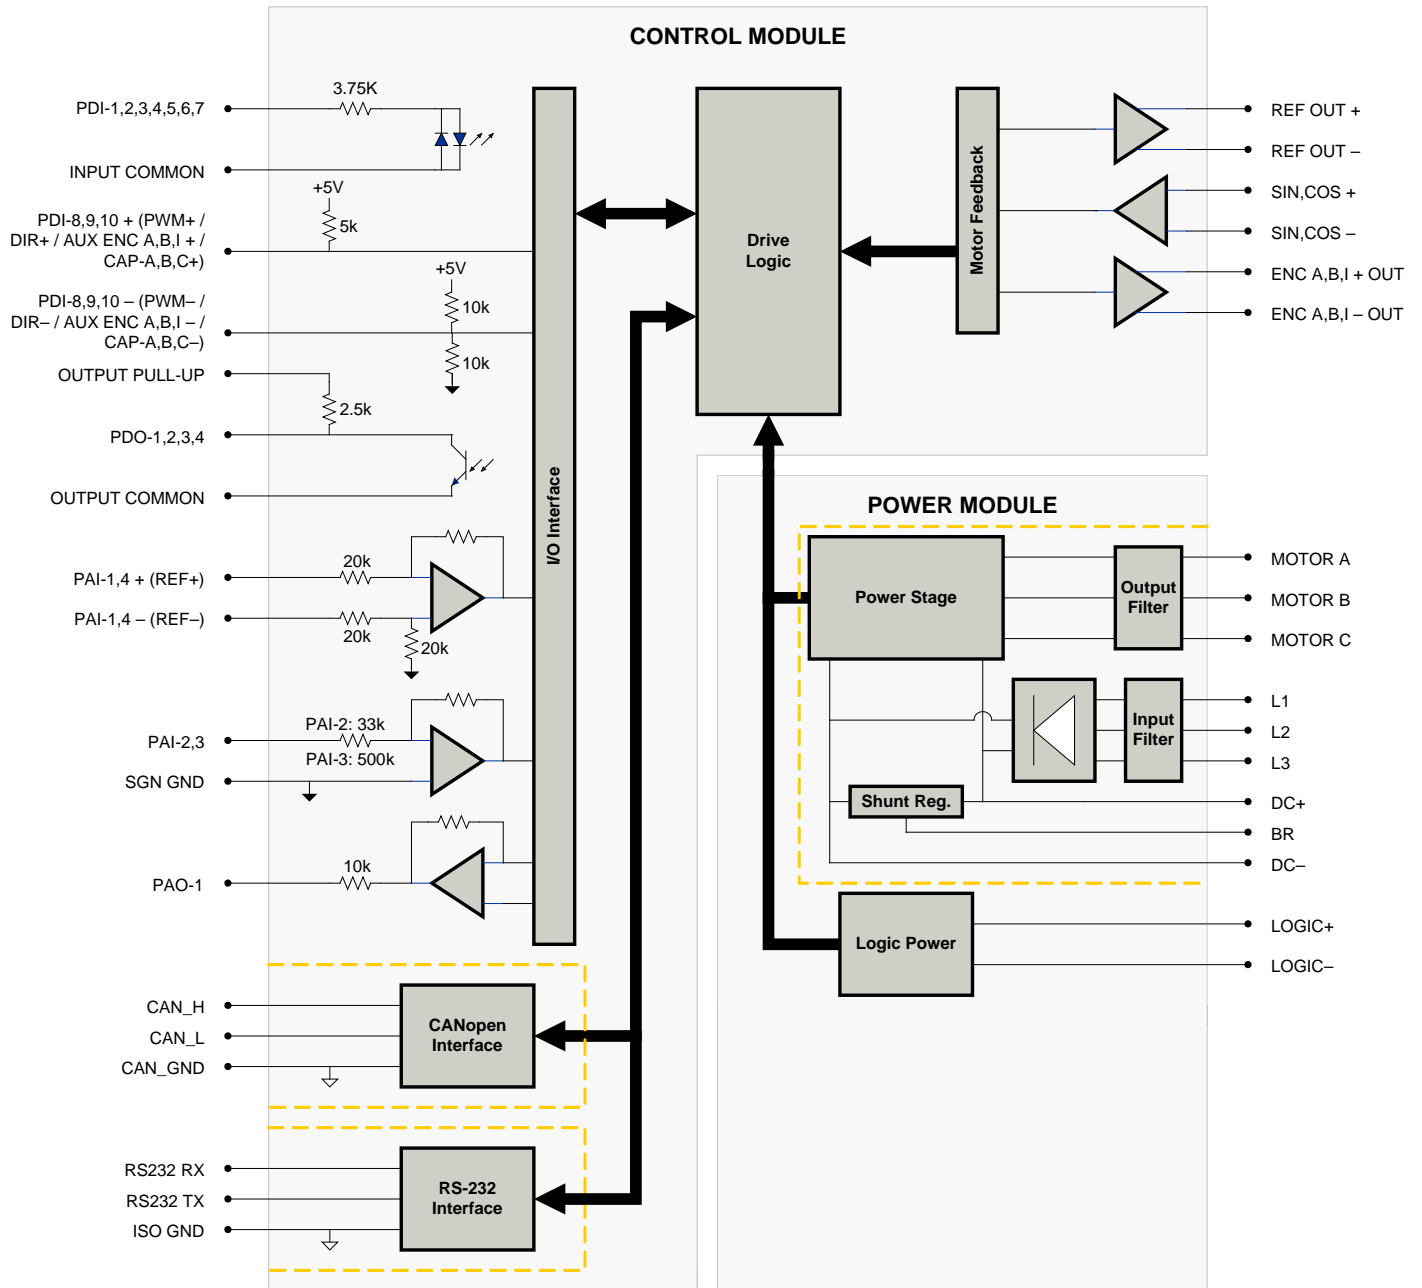 CONTROL MODULE
PDI-1,2,3,4,5,6,7
3.75K
INPUT COMMON
+5V
5k
PDI-8,9,10 + (PWM+ /
DIR+ / AUX ENC A,B,I + /
CAP-A,B,C+)
+5V
10k
PDI-8,9,10 – (PWM– /
DIR– / AUX ENC A,B,I – /
CAP-A,B,C–)
10k
OUTPUT PULL-UP
2.5k
PDO-1,2,3,4
OUTPUT COMMON
20k
PAI-1,4 + (REF+)
PAI-1,4 – (REF–)
20k
20k
PAI-2: 33k
PAI-2,3
PAI-3: 500k
SGN GND
10k
PAO-1
I/O Interface
Drive
Logic
Motor Feedback
REF OUT +
REF OUT –
SIN,COS +
SIN,COS –
ENC A,B,I + OUT
ENC A,B,I – OUT
POWER MODULE
Power Stage
Output
Filter
MOTOR A
MOTOR B
MOTOR C
Input
Filter
L1
L2
L3
Shunt Reg.
DC+
BR
DC–
Logic Power
LOGIC+
LOGIC–
CAN_H
CAN_L
CAN_GND
CANopen
Interface
RS232 RX
RS232 TX
ISO GND
RS-232
Interface